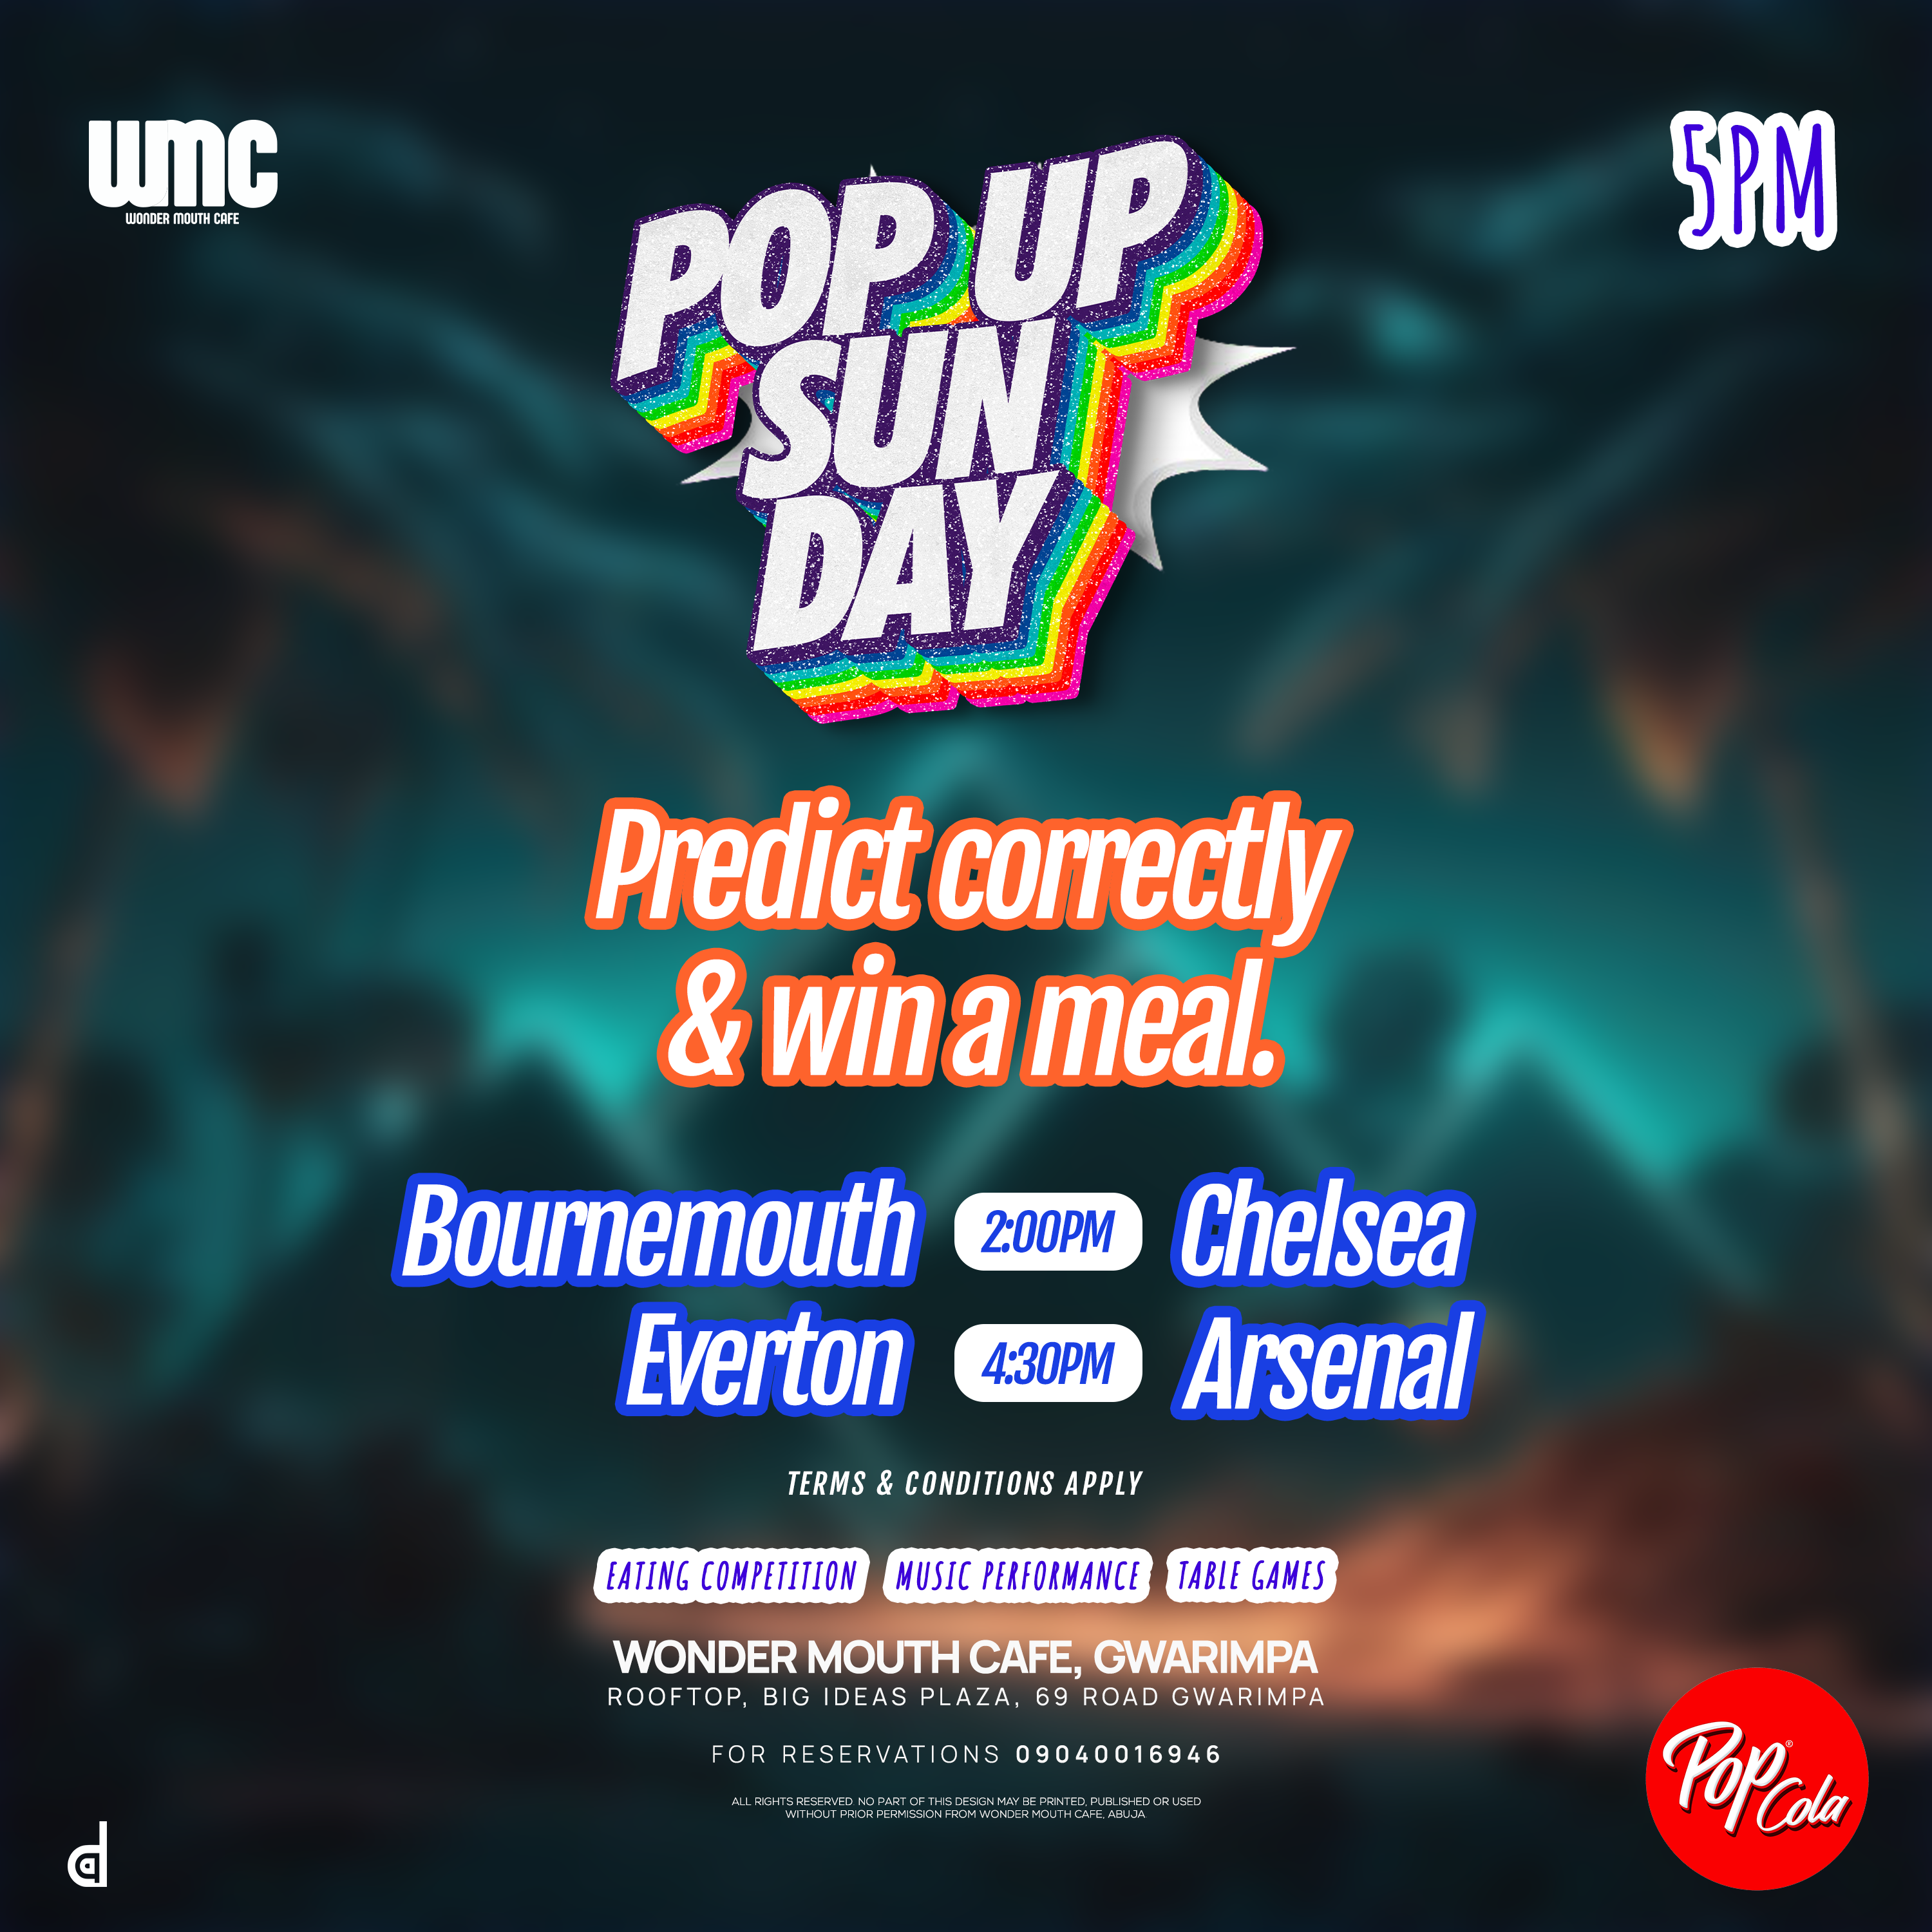 WMC
WONDER MOUTH CAFE
5PM
POP UP
SUN
DAY
Predict correctly
& win a meal.
Bournemouth 2:00PM Chelsea
Everton 4:30PM Arsenal
TERMS & CONDITIONS APPLY
EATING COMPETITION MUSIC PERFORMANCE TABLE GAMES
WONDER MOUTH CAFE, GWARIMPA
ROOFTOP, BIG IDEAS PLAZA, 69 ROAD GWARIMPA
FOR RESERVATIONS 09040016946
ALL RIGHTS RESERVED. NO PART OF THIS DESIGN MAY BE PRINTED, PUBLISHED OR USED
WITHOUT PRIOR PERMISSION FROM WONDER MOUTH CAFE, ABUJA
Pop®
Cola